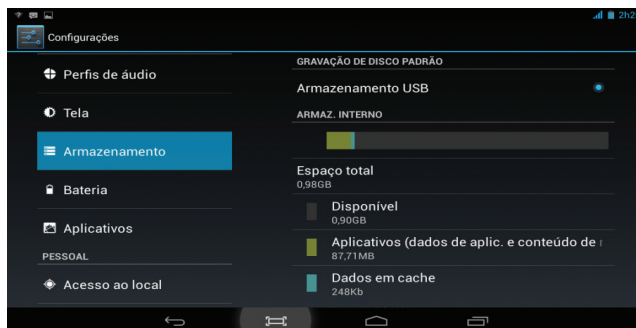 2h2
Configurações
Perfis de áudio
Tela
Armazenamento
Bateria
Aplicativos
PESSOAL
Acesso ao local
GRAVAÇÃO DE DISCO PADRÃO
Armazenamento USB
ARMAZ. INTERNO
Espaço total
0,98GB
Disponível
0,90GB
Aplicativos (dados de aplic. e conteúdo de
87,71MB
Dados em cache
248Kb